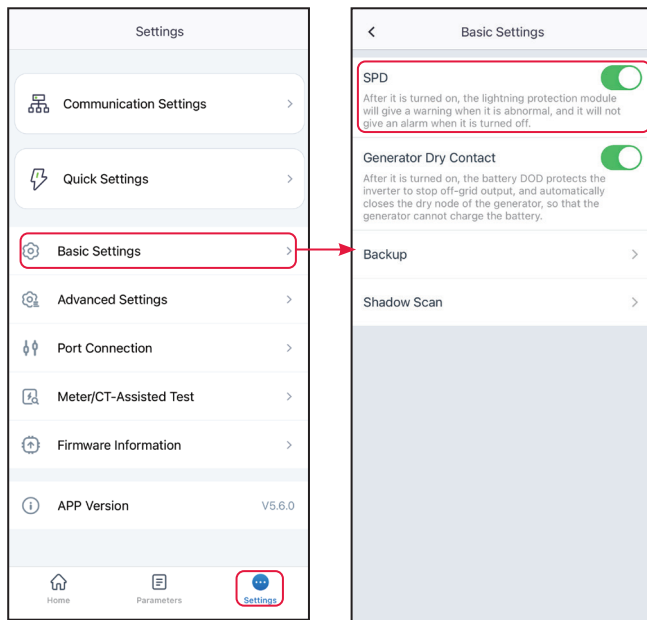 Settings
Communication Settings
Quick Settings
Basic Settings
Advanced Settings
Port Connection
Meter/CT-Assisted Test
Firmware Information
APP Version V5.6.0
Home Parameters Settings
Basic Settings
SPD
After it is turned on, the lightning protection module
will give a warning when it is abnormal, and it will not
give an alarm when it is turned off.
Generator Dry Contact
After it is turned on, the battery DOD protects the
inverter to stop off-grid output, and automatically
closes the dry node of the generator, so that the
generator cannot charge the battery.
Backup
Shadow Scan